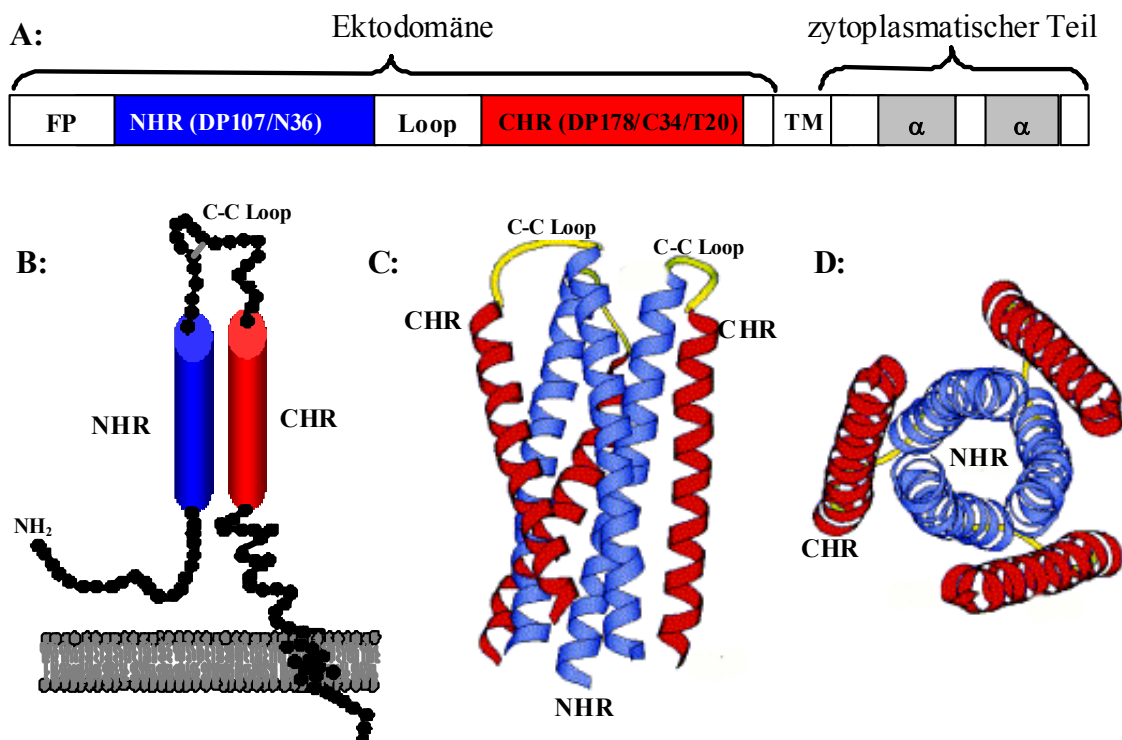 A:
Ektodomäne
zytoplasmatischer Teil
FP
NHR (DP107/N36)
Loop
CHR (DP178/C34/T20)
TM
α
α
B:
C-C Loop
NHR
CHR
NH₂
C:
C-C Loop
C-C Loop
CHR
CHR
NHR
D:
NHR
CHR